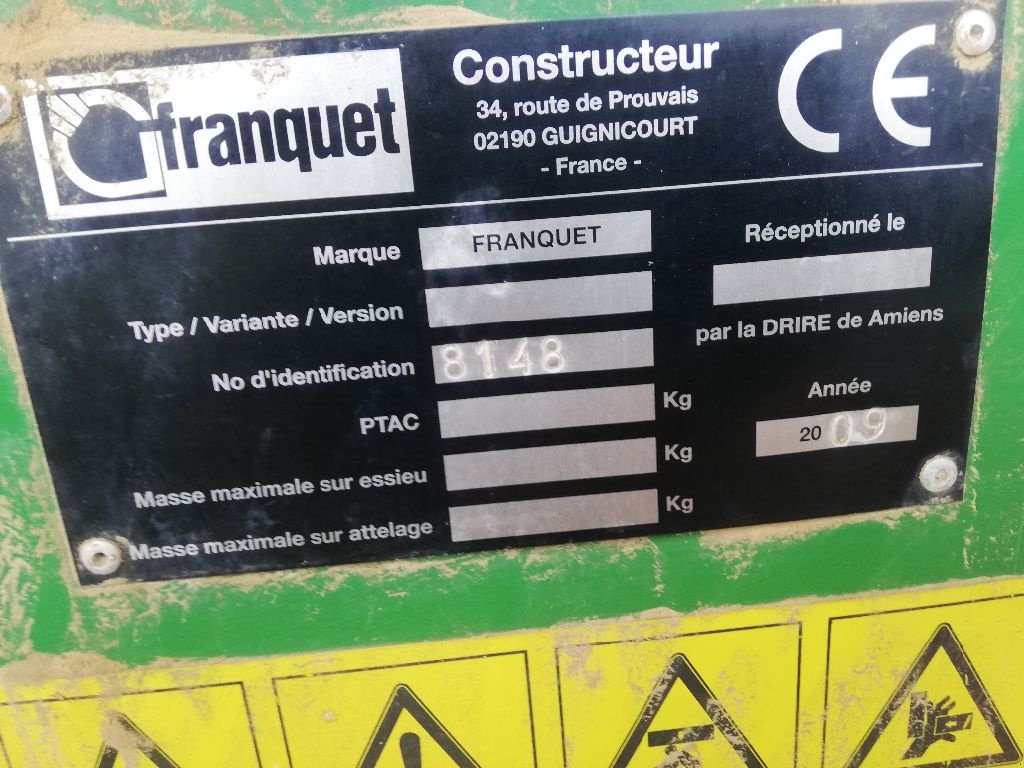 franquet
Constructeur
34, route de Prouvais
02190 GUIGNICOURT
- France -
CE
Marque FRANQUET
Type / Variante / Version
No d'identification 8148
PTAC Kg
Masse maximale sur essieu Kg
Masse maximale sur attelage Kg
Réceptionné le
par la DRIRE de Amiens
Année
2009